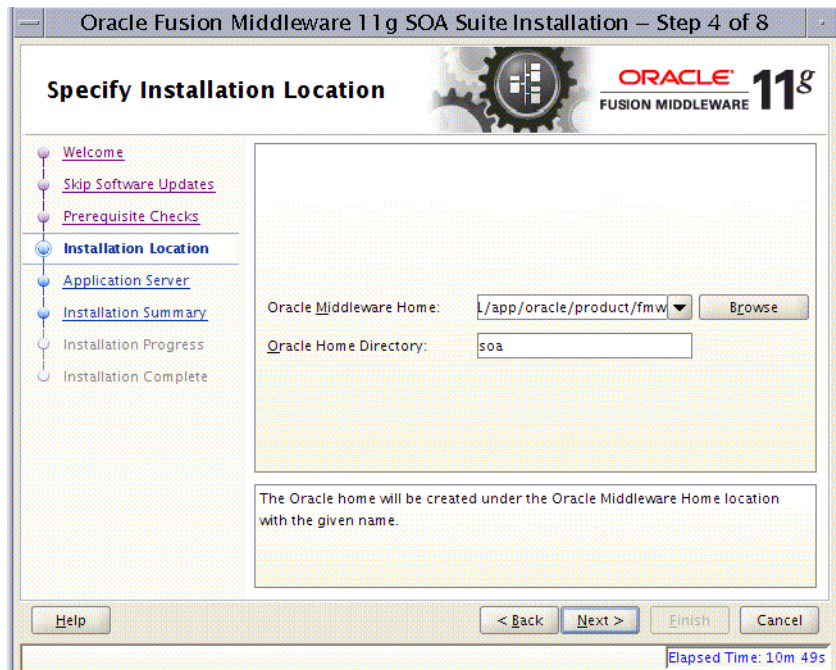 Oracle Fusion Middleware 11g SOA Suite Installation – Step 4 of 8
Specify Installation Location
ORACLE
FUSION MIDDLEWARE
11g
Welcome
Skip Software Updates
Prerequisite Checks
Installation Location
Application Server
Installation Summary
Installation Progress
Installation Complete
Oracle Middleware Home:
1/app/oracle/product/fmw
Browse
Oracle Home Directory:
soa
The Oracle home will be created under the Oracle Middleware Home location
with the given name.
Help
< Back
Next >
Finish
Cancel
Elapsed Time: 10m 49s